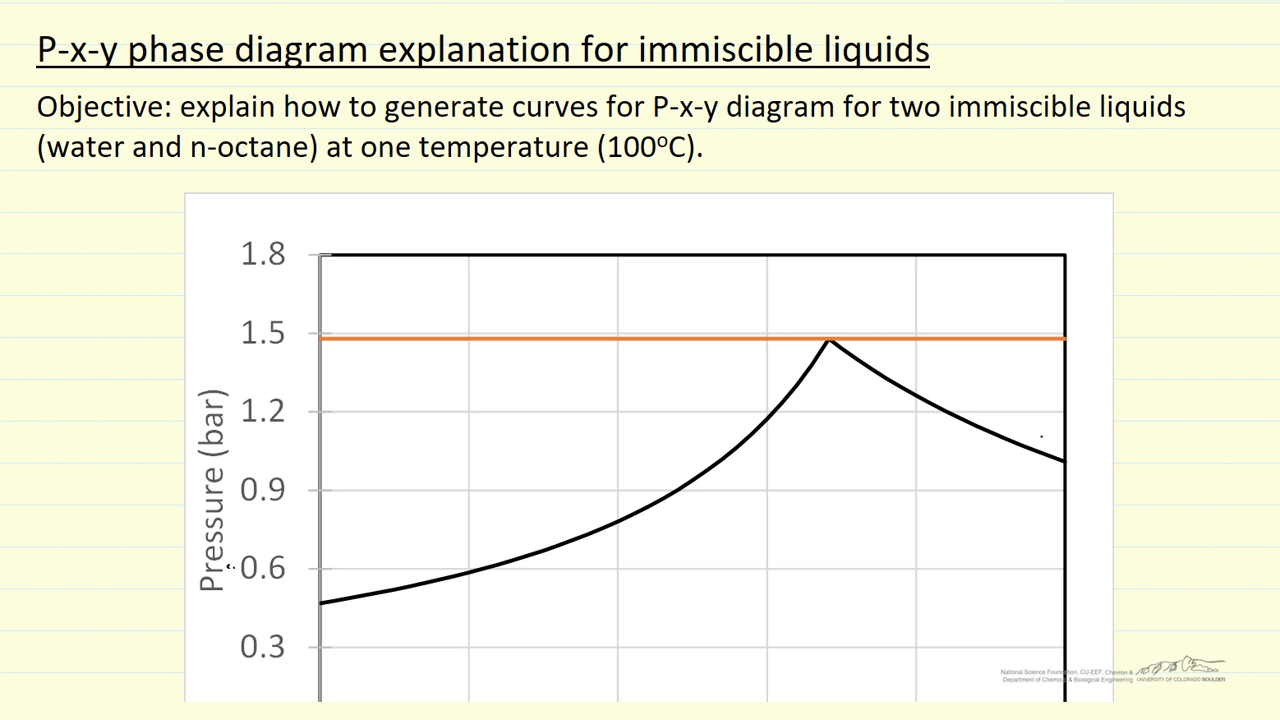 P-x-y phase diagram explanation for immiscible liquids
Objective: explain how to generate curves for P-x-y diagram for two immiscible liquids
(water and n-octane) at one temperature (100°C).
1.8
1.5
1.2
0.9
0.6
0.3
Pressure (bar)
National Science Foundation, CU-EEF, Chevron &
Department of Chemical & Biological Engineering UNIVERSITY OF COLORADO BOULDER